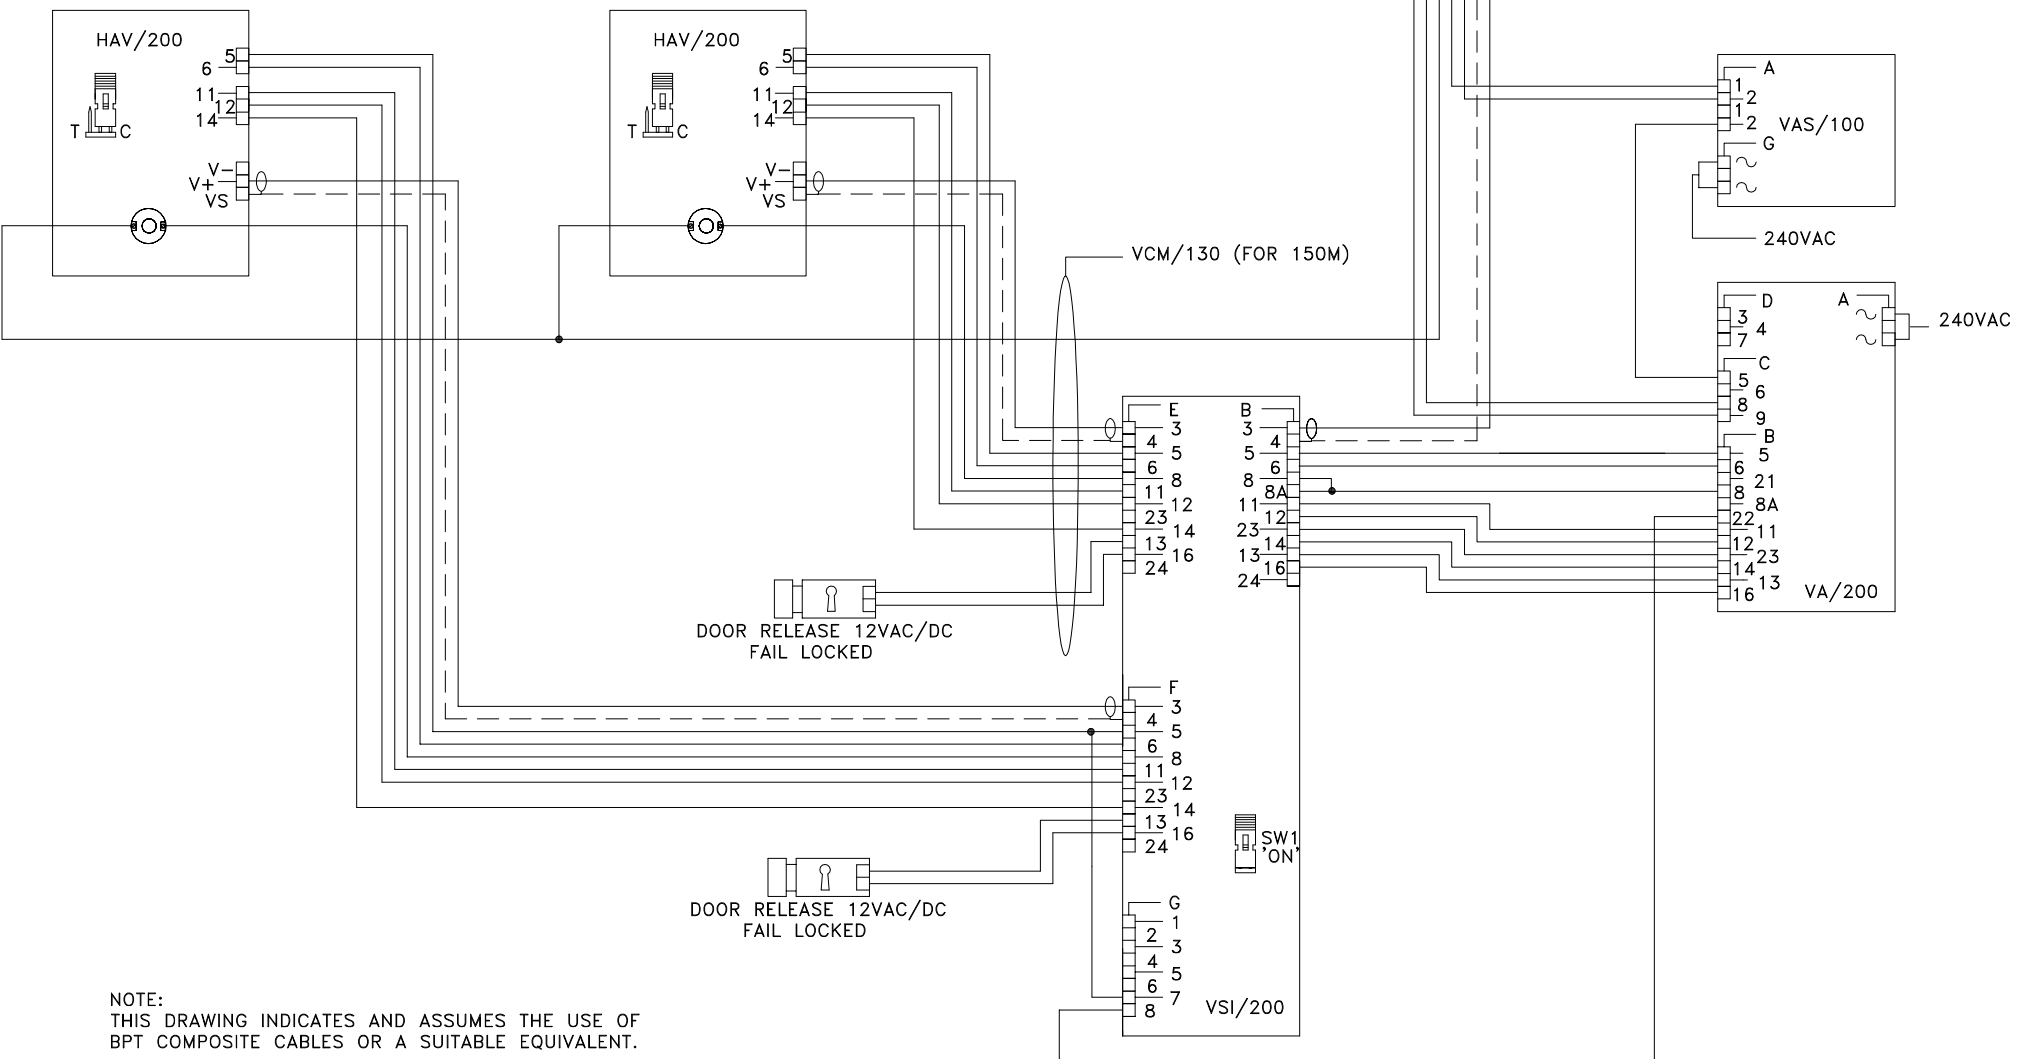 HAV/200
5
6
11
12
14
T C
V-
V+
VS
HAV/200
5
6
11
12
14
T C
V-
V+
VS
VCM/130 (FOR 150M)
A
1
2
1
2
VAS/100
G
240VAC
D
3
4
7
A
240VAC
C
5
6
8
9
B
5
6
21
8
8A
22
11
12
23
14
13
16
VA/200
E
3
4
5
6
8
11
12
23
14
13
16
24
B
3
4
5
6
8
8A
11
12
23
14
13
16
24
DOOR RELEASE 12VAC/DC
FAIL LOCKED
F
3
4
5
6
8
11
12
23
14
13
16
24
SW1
'ON'
DOOR RELEASE 12VAC/DC
FAIL LOCKED
G
1
2
3
4
5
6
7
8
VSI/200
NOTE:
THIS DRAWING INDICATES AND ASSUMES THE USE OF
BPT COMPOSITE CABLES OR A SUITABLE EQUIVALENT.